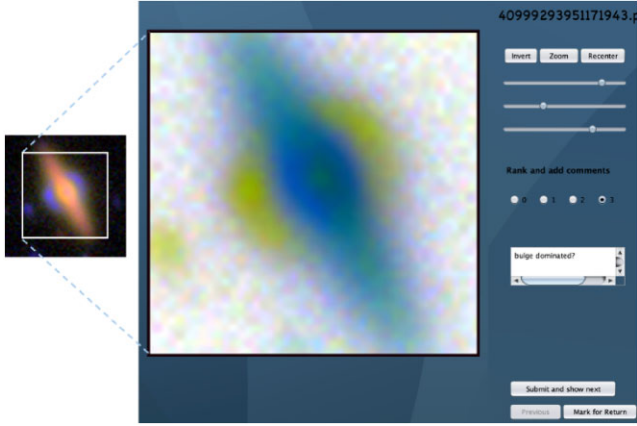 40999293951171943.p
Invert Zoom Recenter
Rank and add comments
0 1 2 3
bulge dominated?
Submit and show next
Previous Mark for Return